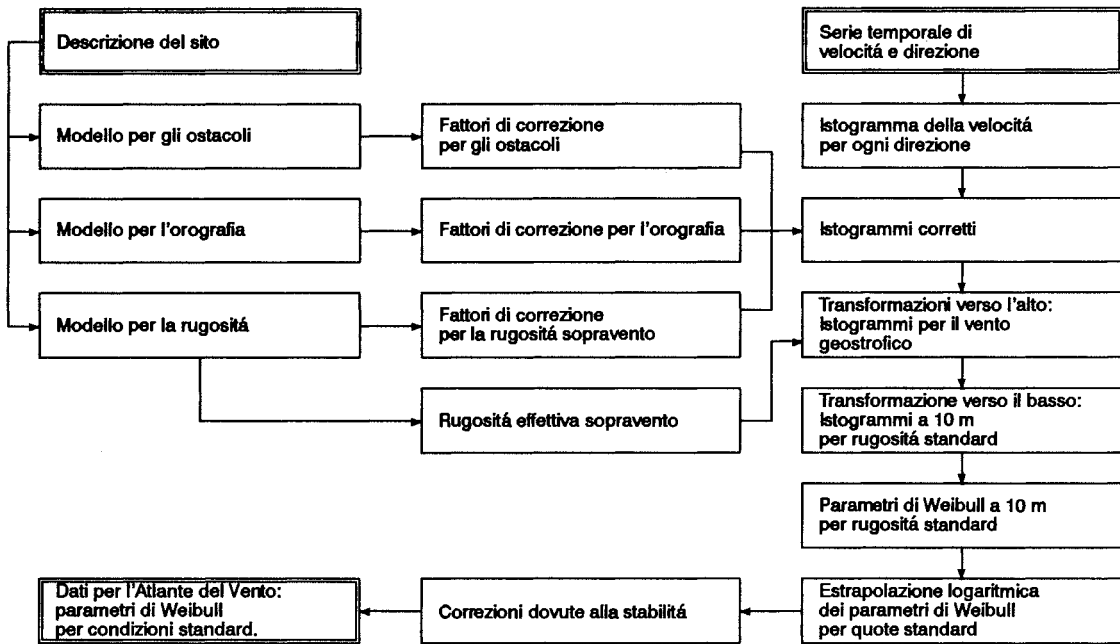 Descrizione del sito
Serie temporale di
velocitá e direzione
Modello per gli ostacoli
Fattori di correzione
per gli ostacoli
Istogramma della velocitá
per ogni direzione
Modello per l'orografia
Fattori di correzione per l'orografia
Istogrammi corretti
Modello per la rugositá
Fattori di correzione
per la rugositá sopravento
Transformazioni verso l'alto:
Istogrammi per il vento
geostrofico
Rugositá effettiva sopravento
Transformazione verso il basso:
Istogrammi a 10 m
per rugositá standard
Parametri di Weibull a 10 m
per rugositá standard
Dati per l'Atlante del Vento:
parametri di Weibull
per condizioni standard.
Correzioni dovute alla stabilitá
Estrapolazione logaritmica
dei parametri di Weibull
per quote standard